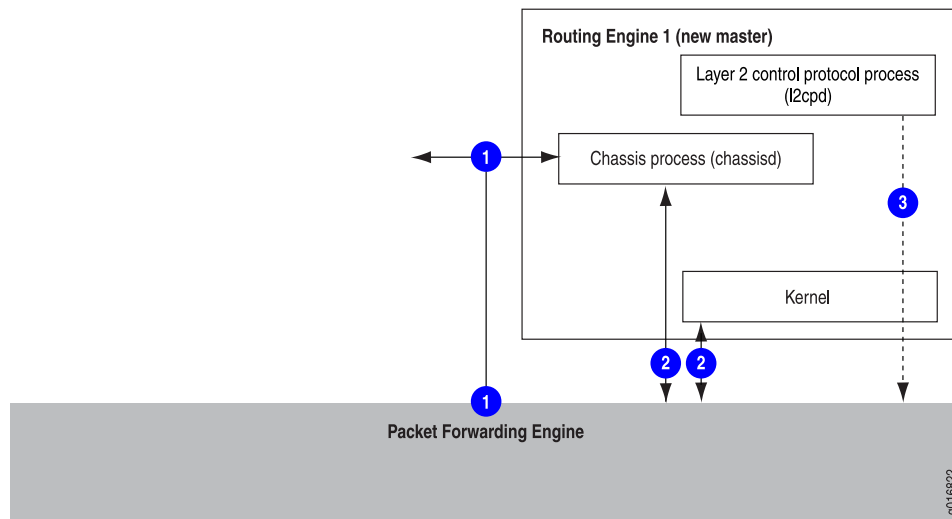 Routing Engine 1 (new master)
Layer 2 control protocol process
(l2cpd)
1
Chassis process (chassisd)
3
Kernel
2
2
1
Packet Forwarding Engine
g016822